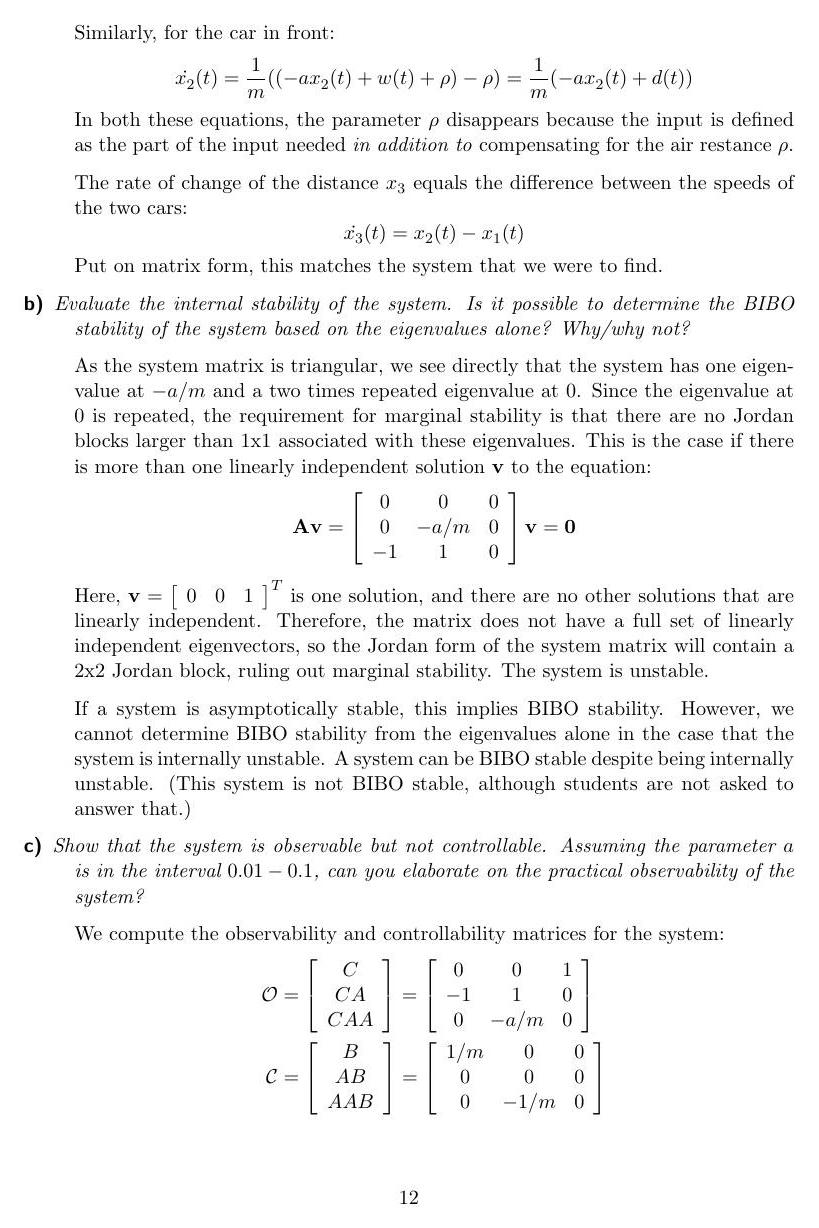 Similarly, for the car in front:
ẋ₂(t) = 1/m((−ax₂(t) + w(t) + ρ) − ρ) = 1/m(−ax₂(t) + d(t))
In both these equations, the parameter ρ disappears because the input is defined
as the part of the input needed in addition to compensating for the air restance ρ.
The rate of change of the distance x₃ equals the difference between the speeds of
the two cars:
ẋ₃(t) = x₂(t) − x₁(t)
Put on matrix form, this matches the system that we were to find.
b) Evaluate the internal stability of the system. Is it possible to determine the BIBO
stability of the system based on the eigenvalues alone? Why/why not?
As the system matrix is triangular, we see directly that the system has one eigen-
value at −a/m and a two times repeated eigenvalue at 0. Since the eigenvalue at
0 is repeated, the requirement for marginal stability is that there are no Jordan
blocks larger than 1x1 associated with these eigenvalues. This is the case if there
is more than one linearly independent solution v to the equation:
0 0 0
Av = [ 0 −a/m 0 ] v = 0
−1 1 0
Here, v = [ 0 0 1 ]ᵀ is one solution, and there are no other solutions that are
linearly independent. Therefore, the matrix does not have a full set of linearly
independent eigenvectors, so the Jordan form of the system matrix will contain a
2x2 Jordan block, ruling out marginal stability. The system is unstable.
If a system is asymptotically stable, this implies BIBO stability. However, we
cannot determine BIBO stability from the eigenvalues alone in the case that the
system is internally unstable. A system can be BIBO stable despite being internally
unstable. (This system is not BIBO stable, although students are not asked to
answer that.)
c) Show that the system is observable but not controllable. Assuming the parameter a
is in the interval 0.01 − 0.1, can you elaborate on the practical observability of the
system?
We compute the observability and controllability matrices for the system:
C 0 0 1
𝒪 = [ CA ] = [ −1 1 0 ]
CAA 0 −a/m 0
B 1/m 0 0
𝒞 = [ AB ] = [ 0 0 0 ]
AAB 0 −1/m 0
12